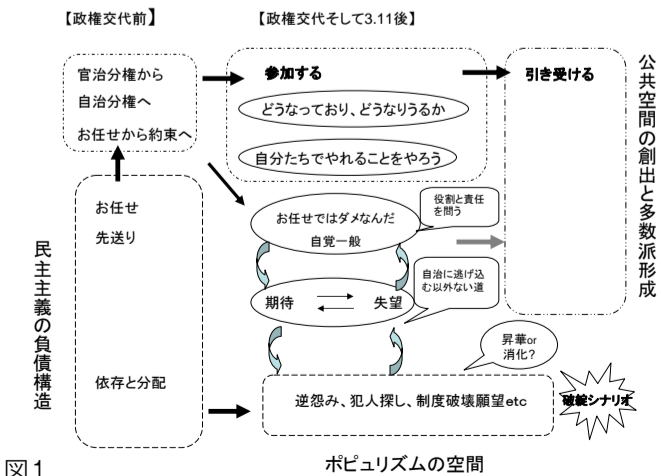 【政権交代前】
【政権交代そして3.11後】
官治分権から
自治分権へ
お任せから約束へ
参加する
どうなっており、どうなりうるか
自分たちでやれることをやろう
引き受ける
公共空間の創出と多数派形成
お任せ
先送り
依存と分配
民主主義の負債構造
お任せではダメなんだ
自覚一般
役割と責任
を問う
期待
失望
自治に逃げ込
む以外ない道
昇華or
消化?
逆怨み、犯人探し、制度破壊願望etc
破綻シナリオ
ポピュリズムの空間
図1